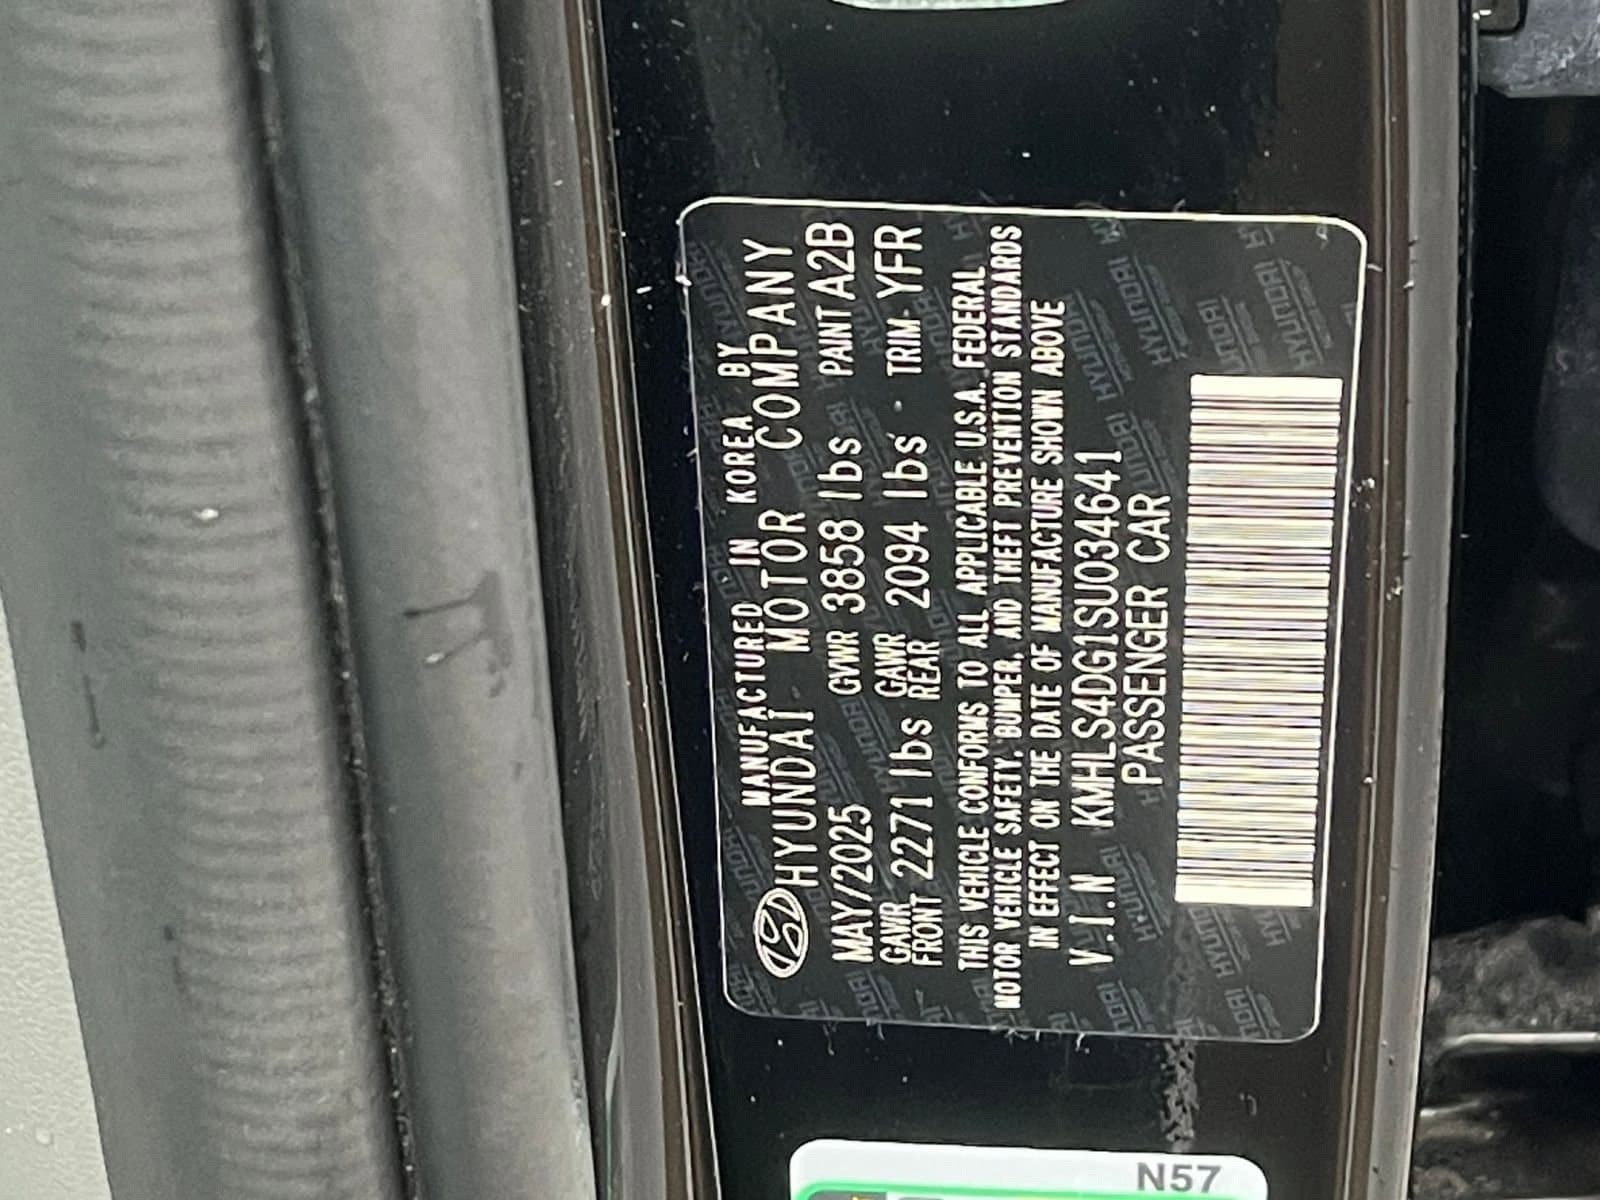 MANUFACTURED IN KOREA BY
HYUNDAI MOTOR COMPANY
MAY/2025 GVWR 3858 lbs PAINT A2B
GAWR FRONT 2271 lbs GAWR REAR 2094 lbs TRIM YFR
THIS VEHICLE CONFORMS TO ALL APPLICABLE U.S.A. FEDERAL
MOTOR VEHICLE SAFETY, BUMPER, AND THEFT PREVENTION STANDARDS
IN EFFECT ON THE DATE OF MANUFACTURE SHOWN ABOVE
V.I.N KMHLS4DG1SU034641
PASSENGER CAR
N57